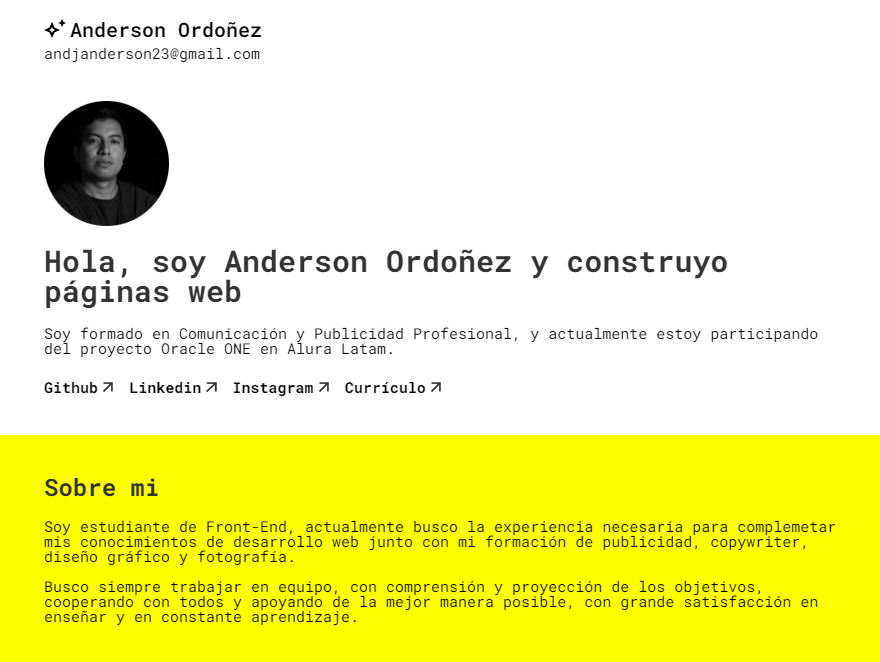 Anderson Ordoñez
andjanderson23@gmail.com
Hola, soy Anderson Ordoñez y construyo
páginas web
Soy formado en Comunicación y Publicidad Profesional, y actualmente estoy participando
del proyecto Oracle ONE en Alura Latam.
Github Linkedin Instagram Currículo
Sobre mi
Soy estudiante de Front-End, actualmente busco la experiencia necesaria para complemetar
mis conocimientos de desarrollo web junto con mi formación de publicidad, copywriter,
diseño gráfico y fotografía.
Busco siempre trabajar en equipo, con comprensión y proyección de los objetivos,
cooperando con todos y apoyando de la mejor manera posible, con grande satisfacción en
enseñar y en constante aprendizaje.